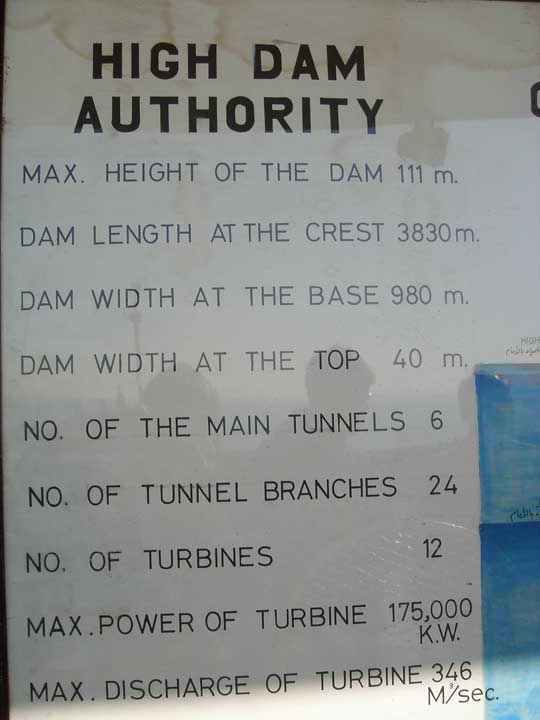 HIGH DAM
AUTHORITY
MAX. HEIGHT OF THE DAM 111 m.
DAM LENGTH AT THE CREST 3830 m.
DAM WIDTH AT THE BASE 980 m.
DAM WIDTH AT THE TOP 40 m.
HIGH
NO. OF THE MAIN TUNNELS 6
NO. OF TUNNEL BRANCHES 24
NO. OF TURBINES 12
MAX. POWER OF TURBINE 175,000
K.W.
MAX. DISCHARGE OF TURBINE 346
M³/sec.